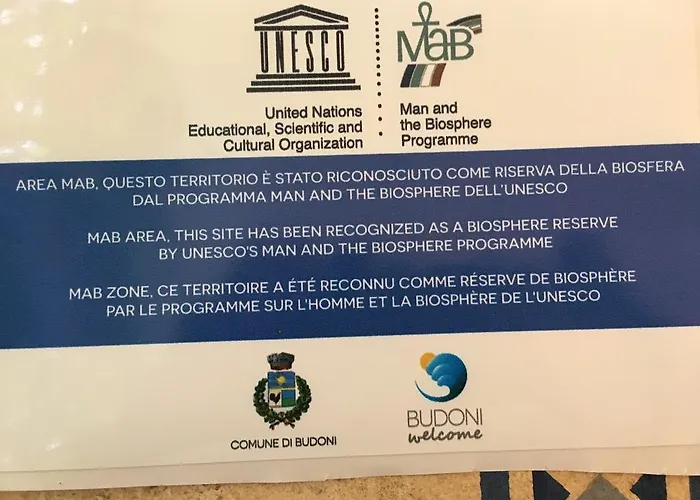 UNESCO
United Nations
Educational, Scientific and
Cultural Organization
MaB
Man and
the Biosphere
Programme
AREA MAB, QUESTO TERRITORIO È STATO RICONOSCIUTO COME RISERVA DELLA BIOSFERA
DAL PROGRAMMA MAN AND THE BIOSPHERE DELL'UNESCO
MAB AREA, THIS SITE HAS BEEN RECOGNIZED AS A BIOSPHERE RESERVE
BY UNESCO'S MAN AND THE BIOSPHERE PROGRAMME
MAB ZONE, CE TERRITOIRE A ÉTÉ RECONNU COMME RÉSERVE DE BIOSPHÈRE
PAR LE PROGRAMME SUR L'HOMME ET LA BIOSPHÈRE DE L'UNESCO
COMUNE DI BUDONI
BUDONI
welcome